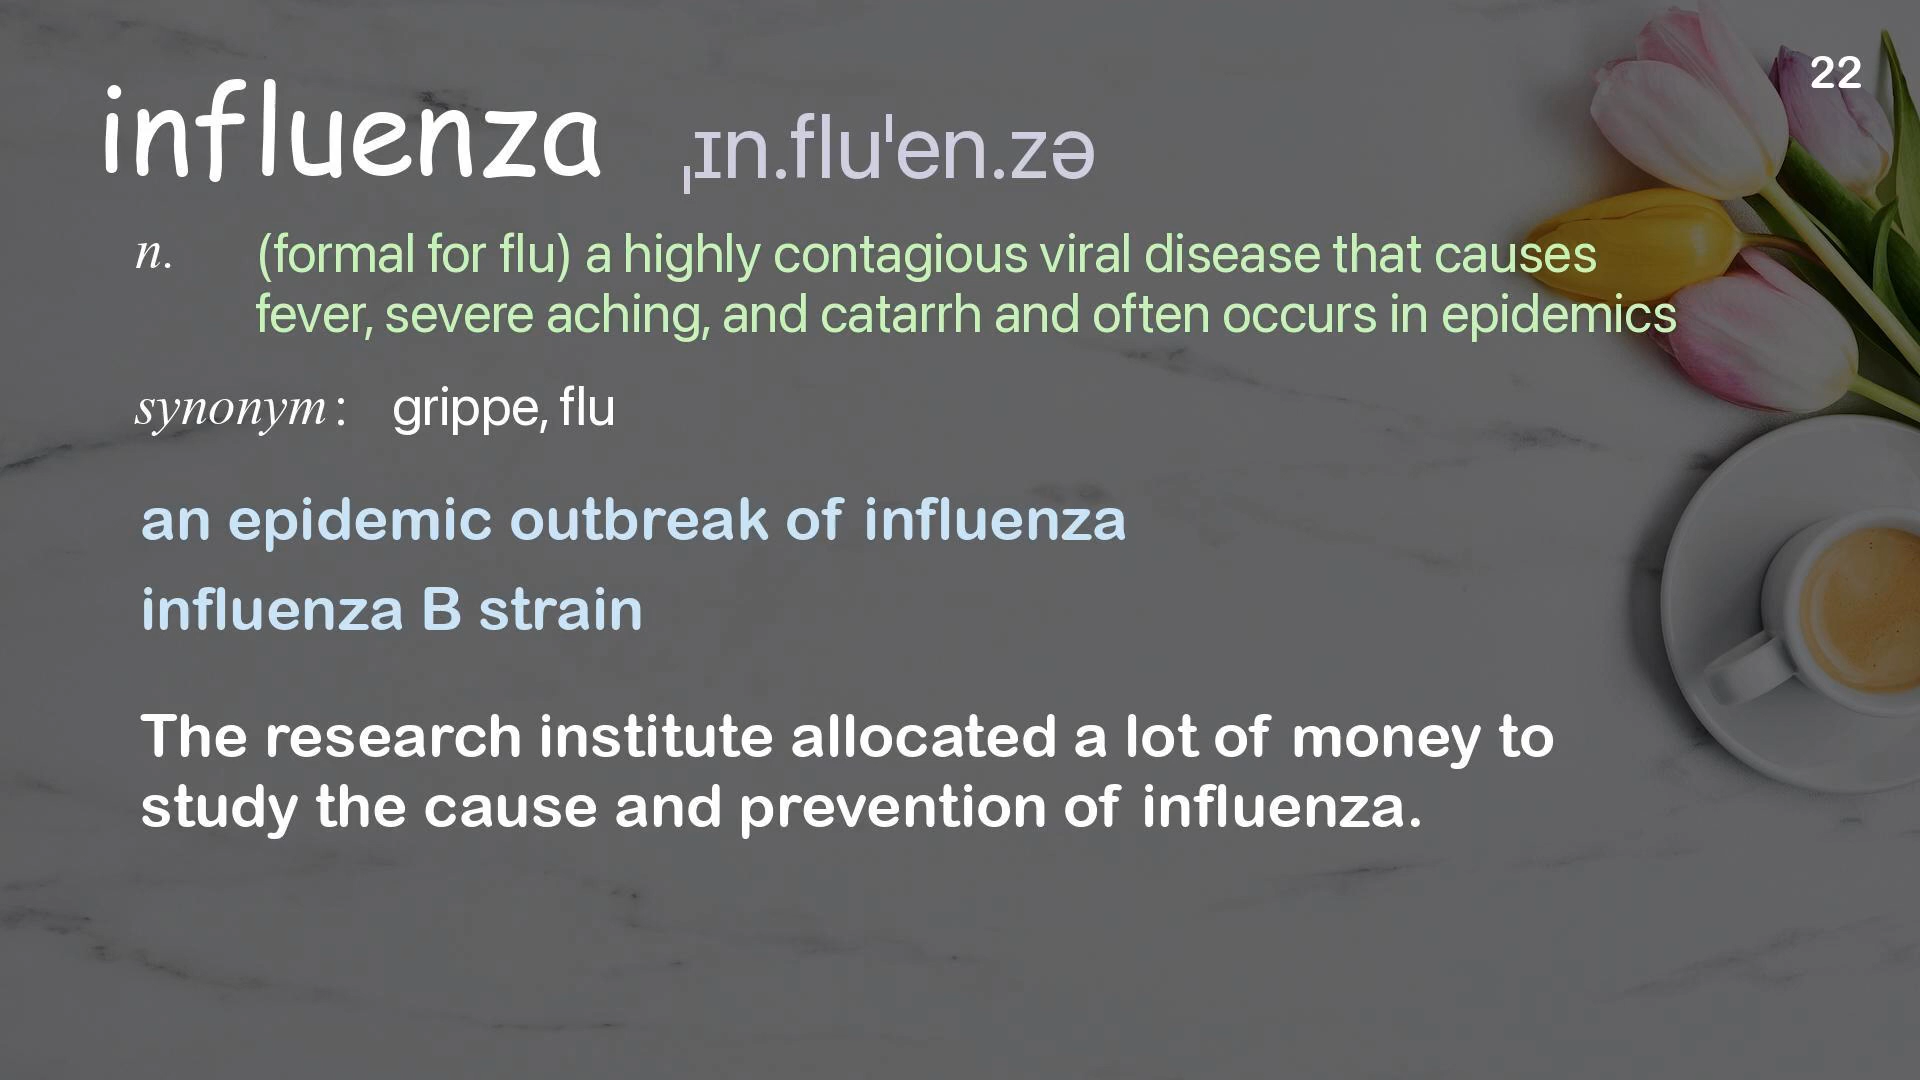 22
influenza ˌɪn.fluˈen.zə
n. (formal for flu) a highly contagious viral disease that causes
fever, severe aching, and catarrh and often occurs in epidemics
synonym: grippe, flu
an epidemic outbreak of influenza
influenza B strain
The research institute allocated a lot of money to
study the cause and prevention of influenza.